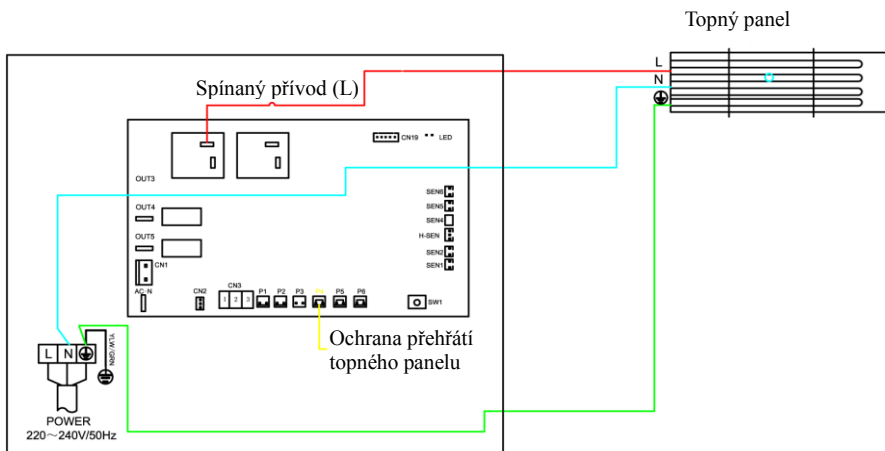 Topný panel
L
N
Spínaný přívod (L)
CN19
LED
OUT3
OUT4
OUT5
CN1
AC-N
SEN6
SEN5
SEN4
H-SEN
SEN2
SEN1
CN2
CN3
1 2 3
P1 P2 P3 P4 P5 P6
SW1
Ochrana přehřátí
topného panelu
L N
YLW/GRN
POWER
220～240V/50Hz